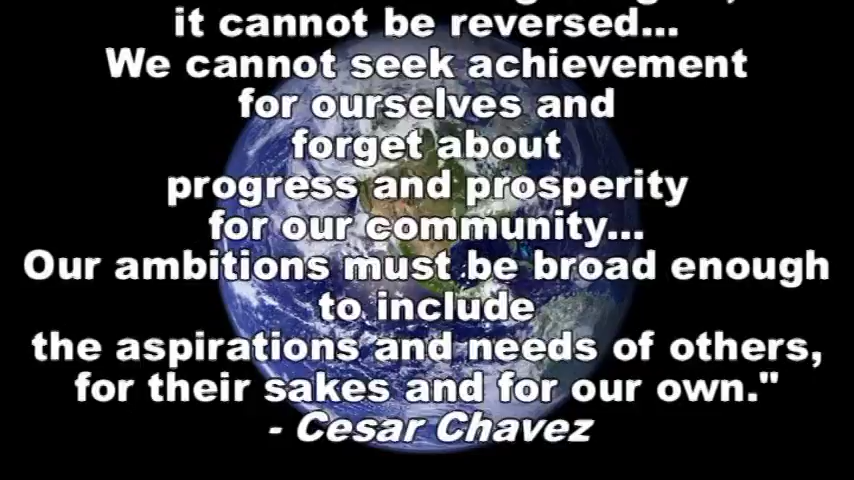 it cannot be reversed...
We cannot seek achievement
for ourselves and
forget about
progress and prosperity
for our community...
Our ambitions must be broad enough
to include
the aspirations and needs of others,
for their sakes and for our own."
- Cesar Chavez